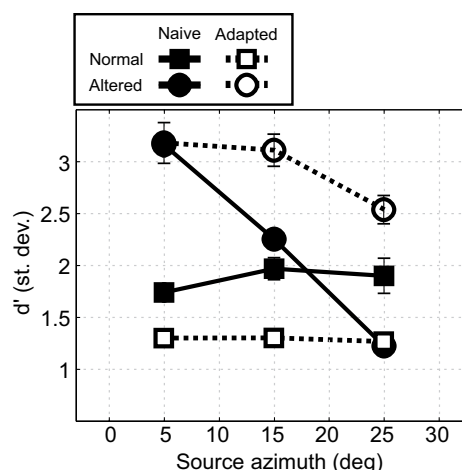 Naive Adapted
Normal
Altered
3
2.5
2
1.5
1
0 5 10 15 20 25 30
Source azimuth (deg)
d' (st. dev.)